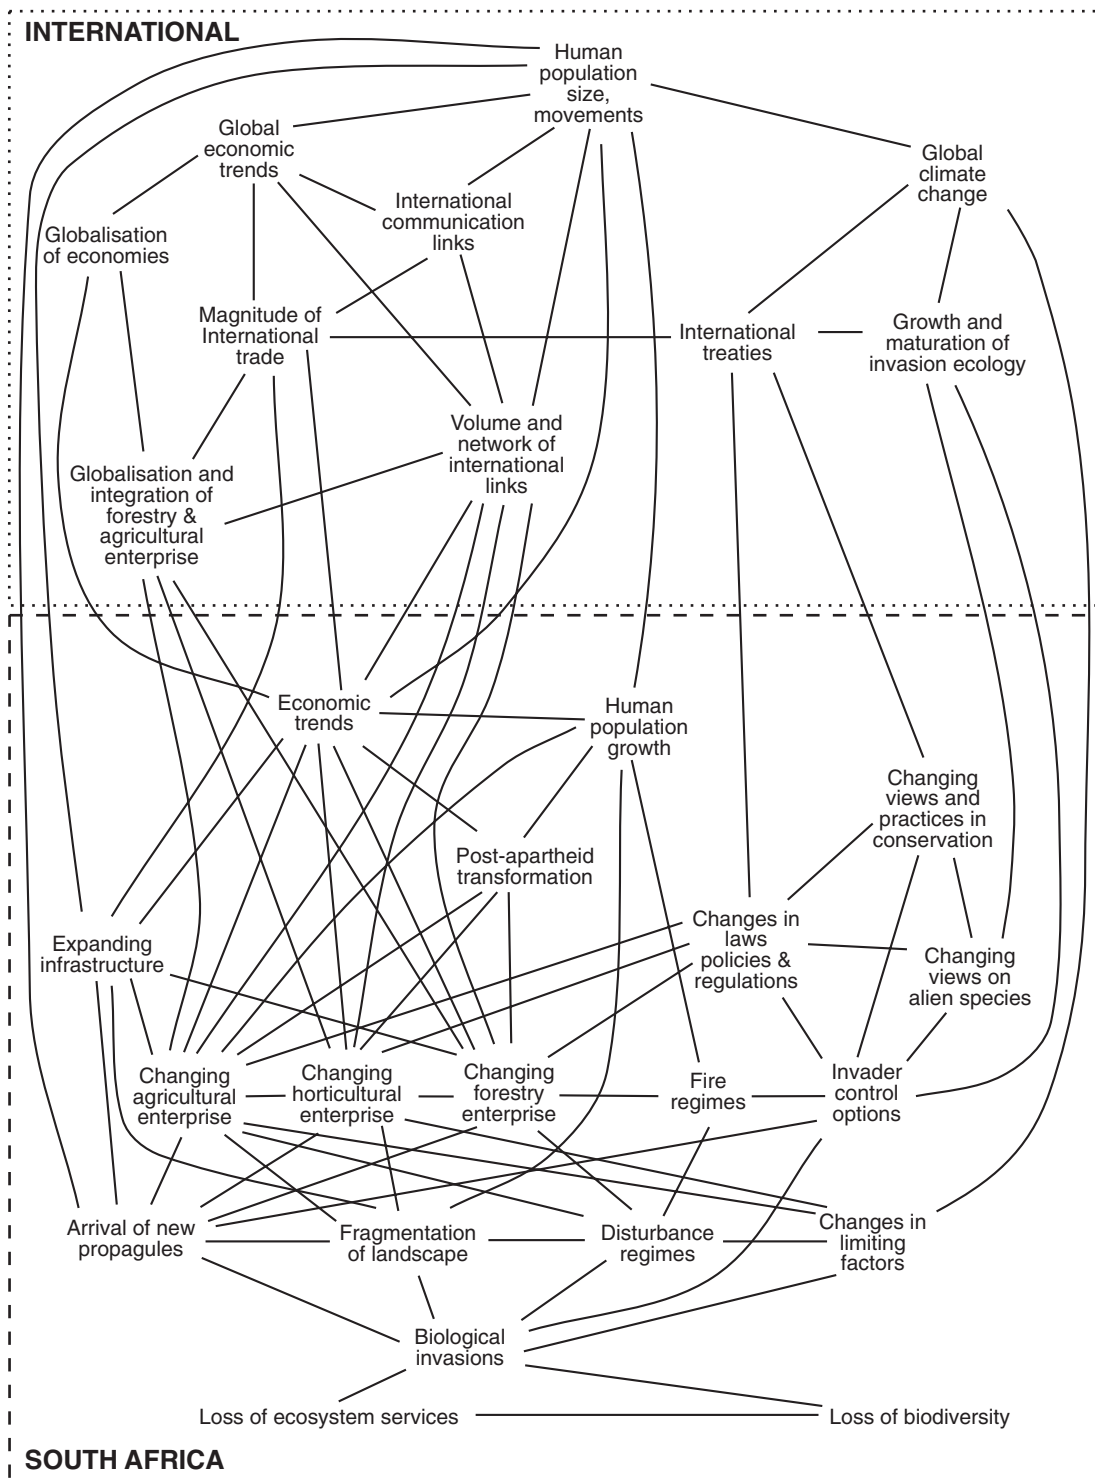 INTERNATIONAL
Human
population
size,
movements
Global
economic
trends
Global
climate
change
International
communication
links
Globalisation
of economies
Magnitude of
International
trade
International
treaties
Growth and
maturation of
invasion ecology
Volume and
network of
international
links
Globalisation and
integration of
forestry &
agricultural
enterprise
Economic
trends
Human
population
growth
Changing
views and
practices in
conservation
Post-apartheid
transformation
Changes in
laws
policies &
regulations
Expanding
infrastructure
Changing
views on
alien species
Changing
agricultural
enterprise
Changing
horticultural
enterprise
Changing
forestry
enterprise
Fire
regimes
Invader
control
options
Arrival of new
propagules
Fragmentation
of landscape
Disturbance
regimes
Changes in
limiting
factors
Biological
invasions
Loss of ecosystem services
Loss of biodiversity
SOUTH AFRICA